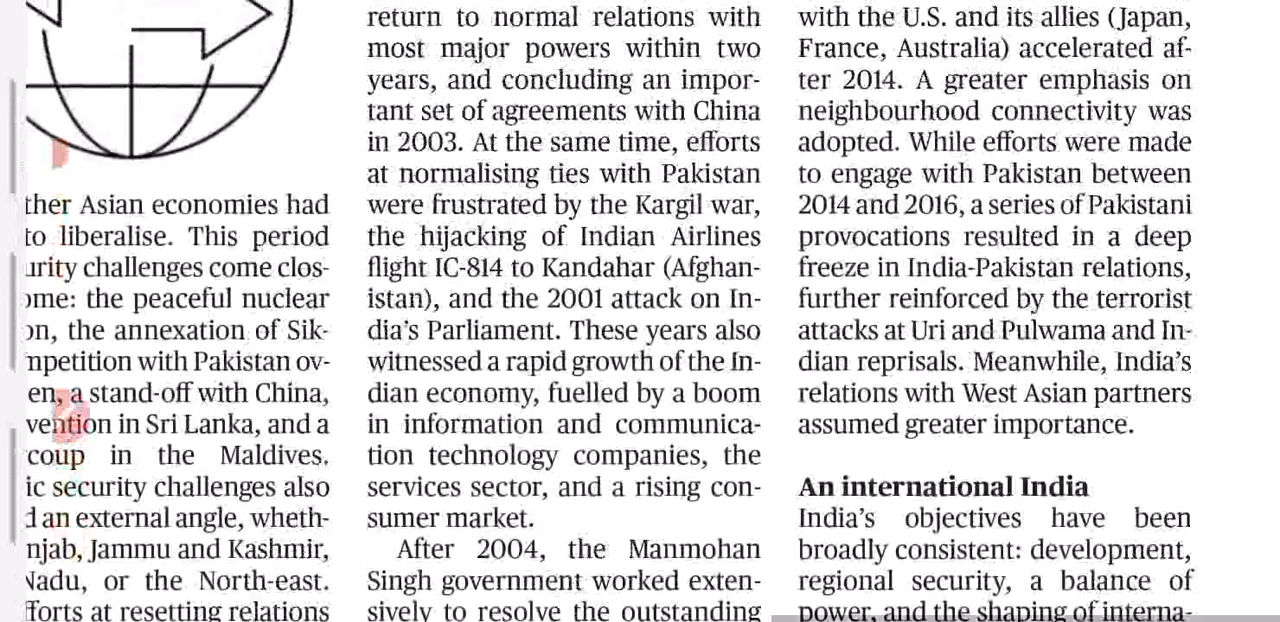 ther Asian economies had
to liberalise. This period
urity challenges come clos-
ome: the peaceful nuclear
on, the annexation of Sik-
mpetition with Pakistan ov-
en, a stand-off with China,
vention in Sri Lanka, and a
coup in the Maldives.
ic security challenges also
d an external angle, wheth-
njab, Jammu and Kashmir,
Nadu, or the North-east.
fforts at resetting relations
return to normal relations with
most major powers within two
years, and concluding an impor-
tant set of agreements with China
in 2003. At the same time, efforts
at normalising ties with Pakistan
were frustrated by the Kargil war,
the hijacking of Indian Airlines
flight IC-814 to Kandahar (Afghan-
istan), and the 2001 attack on In-
dia's Parliament. These years also
witnessed a rapid growth of the In-
dian economy, fuelled by a boom
in information and communica-
tion technology companies, the
services sector, and a rising con-
sumer market.
After 2004, the Manmohan
Singh government worked exten-
sively to resolve the outstanding
with the U.S. and its allies (Japan,
France, Australia) accelerated af-
ter 2014. A greater emphasis on
neighbourhood connectivity was
adopted. While efforts were made
to engage with Pakistan between
2014 and 2016, a series of Pakistani
provocations resulted in a deep
freeze in India-Pakistan relations,
further reinforced by the terrorist
attacks at Uri and Pulwama and In-
dian reprisals. Meanwhile, India's
relations with West Asian partners
assumed greater importance.
An international India
India's objectives have been
broadly consistent: development,
regional security, a balance of
power, and the shaping of interna-